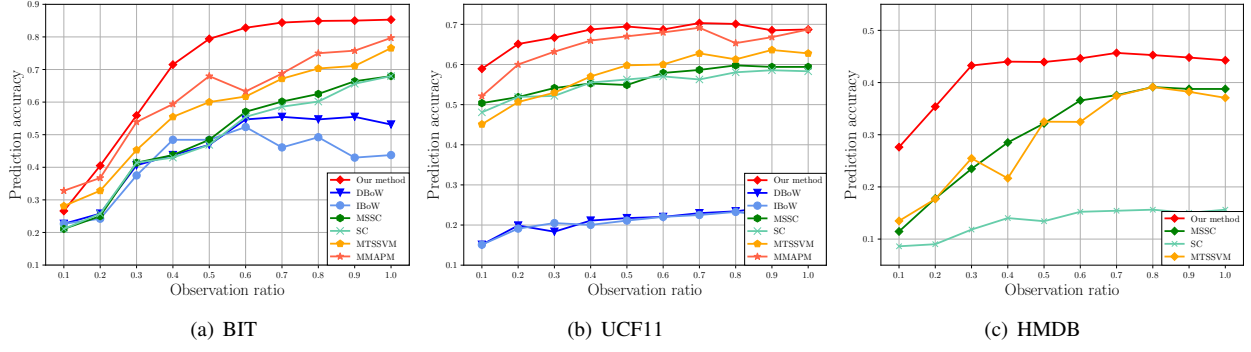 0.9
0.8
0.7
0.6
0.5
0.4
0.3
0.2
0.1
Prediction accuracy
0.1 0.2 0.3 0.4 0.5 0.6 0.7 0.8 0.9 1.0
Observation ratio
Our method
DBoW
IBoW
MSSC
SC
MTSSVM
MMAPM
(a) BIT
0.7
0.6
0.5
0.4
0.3
0.2
0.1
Prediction accuracy
0.1 0.2 0.3 0.4 0.5 0.6 0.7 0.8 0.9 1.0
Observation ratio
Our method
DBoW
IBoW
MSSC
SC
MTSSVM
MMAPM
(b) UCF11
0.5
0.4
0.3
0.2
0.1
Prediction accuracy
0.1 0.2 0.3 0.4 0.5 0.6 0.7 0.8 0.9 1.0
Observation ratio
Our method
MSSC
SC
MTSSVM
(c) HMDB